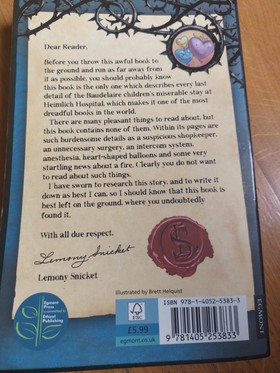 Dear Reader,
Before you throw this awful book to
the ground and run as far away from
it as possible, you should probably know
this book is the only one which describes every last
detail of the Baudelaire children's miserable stay at
Heimlich Hospital, which makes it one of the most
dreadful books in the world.
There are many pleasant things to read about, but
this book contains none of them. Within its pages are
such burdensome details as a suspicious shopkeeper,
an unnecessary surgery, an intercom system,
anesthesia, heart-shaped balloons and some very
startling news about a fire. Clearly you do not want
to read about such things.
I have sworn to research this story, and to write it
down as best I can, so I should know that this book is
best left on the ground, where you undoubtedly
found it.
With all due respect,
Lemony Snicket
Lemony Snicket
S
Illustrated by Brett Helquist
Egmont
Press
is committed to
Ethical
Publishing
FSC
£5.99
egmont.co.uk
ISBN 978-1-4052-5383-3
9 781405 253833
EGMONT